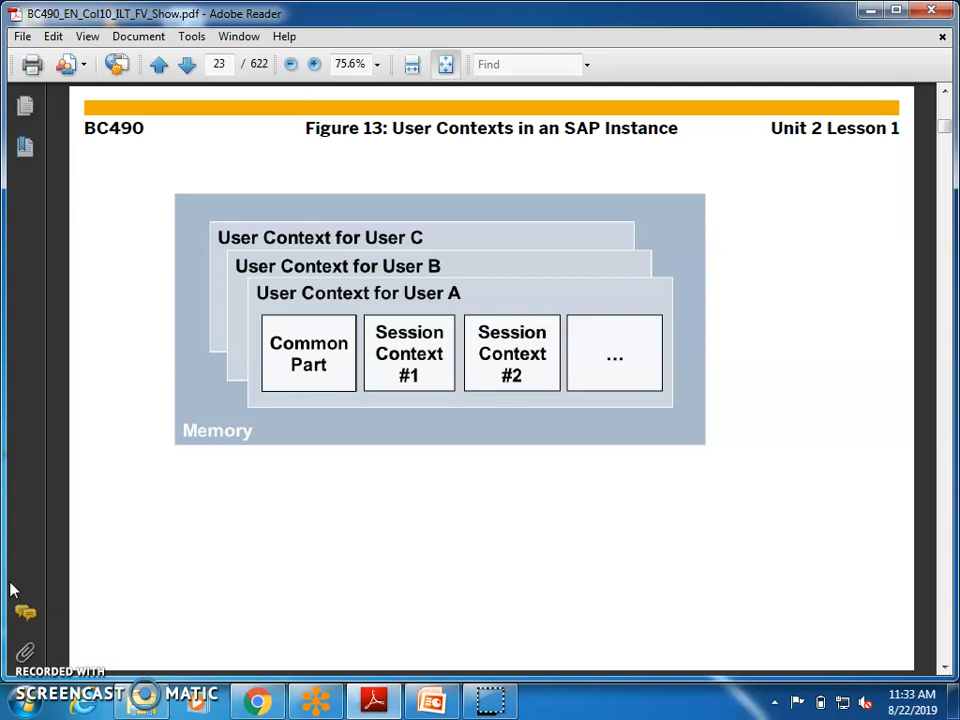 BC490_EN_Col10_ILT_FV_Show.pdf - Adobe Reader
File Edit View Document Tools Window Help
23 / 622 75.6% Find
BC490 Figure 13: User Contexts in an SAP Instance Unit 2 Lesson 1
User Context for User C
User Context for User B
User Context for User A
Common Part
Session Context #1
Session Context #2
...
Memory
RECORDED WITH
SCREENCAST MATIC
11:33 AM
8/22/2019